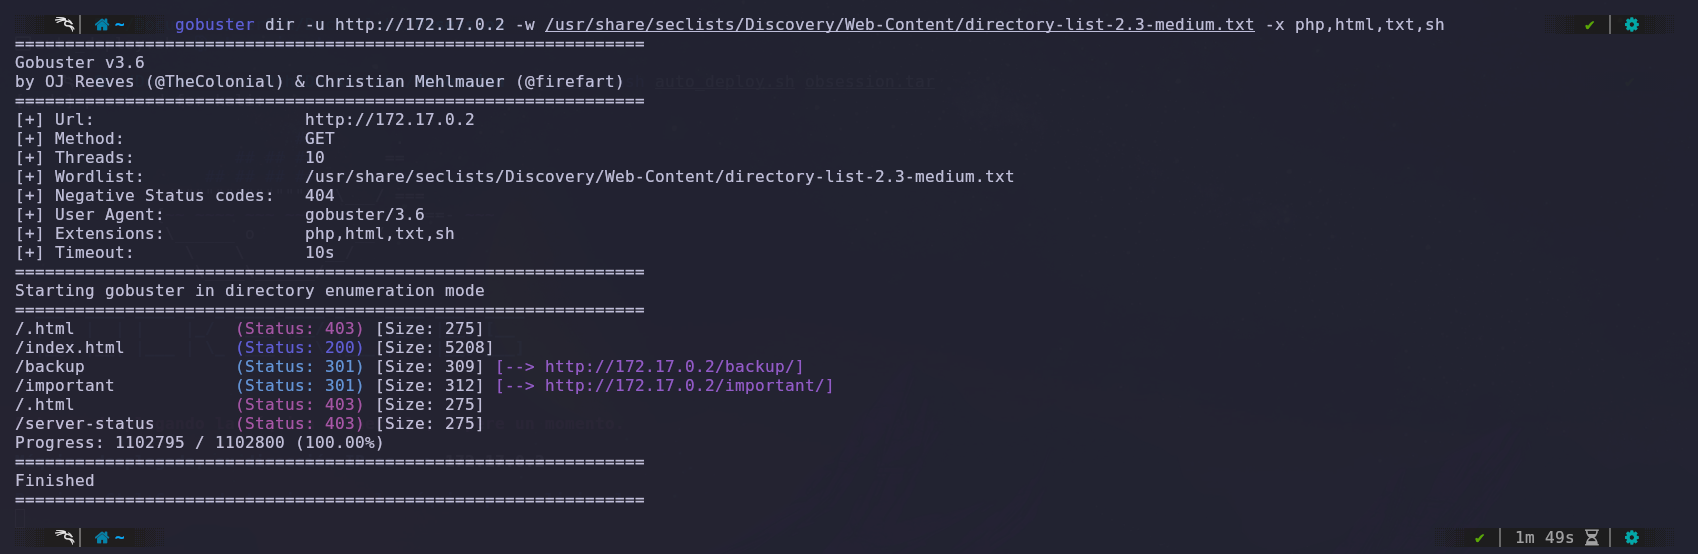 ~ gobuster dir -u http://172.17.0.2 -w /usr/share/seclists/Discovery/Web-Content/directory-list-2.3-medium.txt -x php,html,txt,sh ✔
===============================================================
Gobuster v3.6
by OJ Reeves (@TheColonial) & Christian Mehlmauer (@firefart)
auto_deploy.sh obsession.tar
===============================================================
[+] Url: http://172.17.0.2
[+] Method: GET
[+] Threads: 10
[+] Wordlist: /usr/share/seclists/Discovery/Web-Content/directory-list-2.3-medium.txt
[+] Negative Status codes: 404
[+] User Agent: gobuster/3.6
[+] Extensions: php,html,txt,sh
[+] Timeout: 10s
===============================================================
Starting gobuster in directory enumeration mode
===============================================================
/.html (Status: 403) [Size: 275]
/index.html (Status: 200) [Size: 5208]
/backup (Status: 301) [Size: 309] [--> http://172.17.0.2/backup/]
/important (Status: 301) [Size: 312] [--> http://172.17.0.2/important/]
/.html (Status: 403) [Size: 275]
/server-status (Status: 403) [Size: 275]
Progress: 1102795 / 1102800 (100.00%)
===============================================================
Finished
===============================================================
~ ✔ 1m 49s